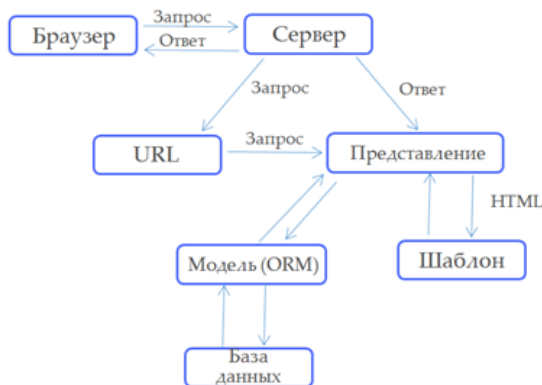 Запрос
Браузер
Ответ
Сервер
Запрос
Ответ
URL
Запрос
Представление
HTML
Модель (ORM)
Шаблон
База
данных